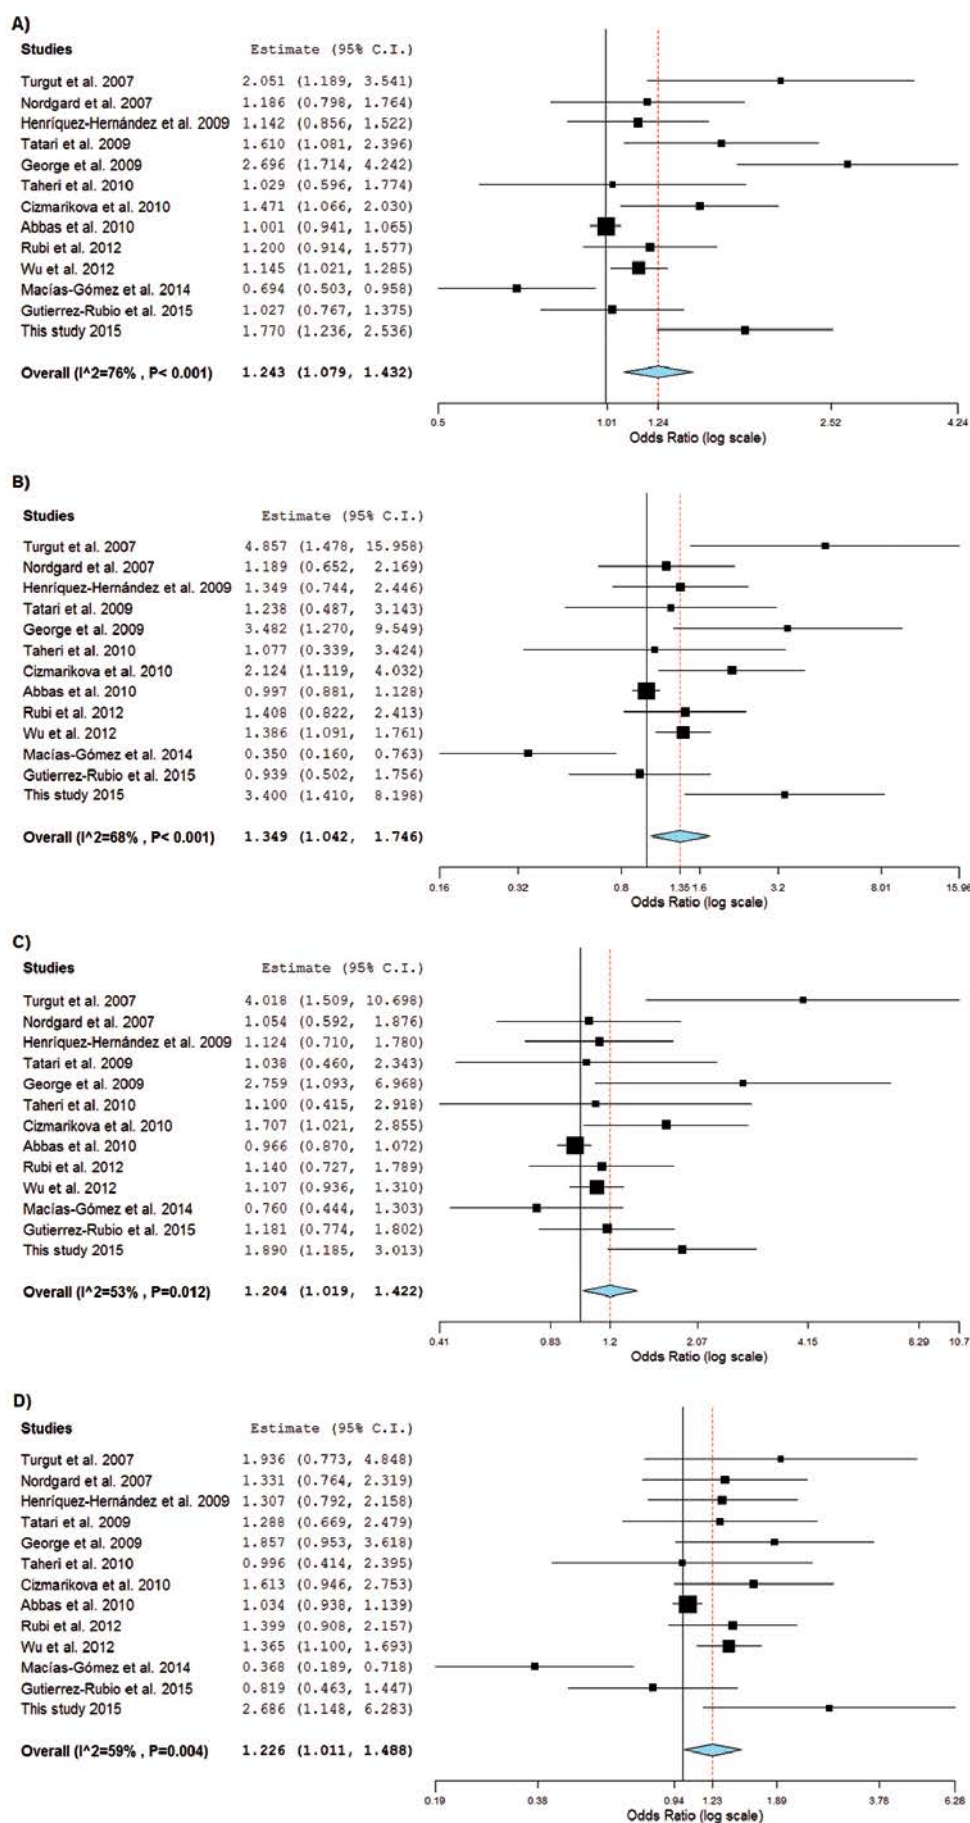 A)
Studies Estimate (95% C.I.)
Turgut et al. 2007 2.051 (1.189, 3.541)
Nordgard et al. 2007 1.186 (0.798, 1.764)
Henríquez-Hernández et al. 2009 1.142 (0.856, 1.522)
Tatari et al. 2009 1.610 (1.081, 2.396)
George et al. 2009 2.696 (1.714, 4.242)
Taheri et al. 2010 1.029 (0.596, 1.774)
Cizmarikova et al. 2010 1.471 (1.066, 2.030)
Abbas et al. 2010 1.001 (0.941, 1.065)
Rubi et al. 2012 1.200 (0.914, 1.577)
Wu et al. 2012 1.145 (1.021, 1.285)
Macías-Gómez et al. 2014 0.694 (0.503, 0.958)
Gutierrez-Rubio et al. 2015 1.027 (0.767, 1.375)
This study 2015 1.770 (1.236, 2.536)
Overall (I^2=76% , P< 0.001) 1.243 (1.079, 1.432)
0.5 1.01 1.24 2.52 4.24
Odds Ratio (log scale)
B)
Studies Estimate (95% C.I.)
Turgut et al. 2007 4.857 (1.478, 15.958)
Nordgard et al. 2007 1.189 (0.652, 2.169)
Henríquez-Hernández et al. 2009 1.349 (0.744, 2.446)
Tatari et al. 2009 1.238 (0.487, 3.143)
George et al. 2009 3.482 (1.270, 9.549)
Taheri et al. 2010 1.077 (0.339, 3.424)
Cizmarikova et al. 2010 2.124 (1.119, 4.032)
Abbas et al. 2010 0.997 (0.881, 1.128)
Rubi et al. 2012 1.408 (0.822, 2.413)
Wu et al. 2012 1.386 (1.091, 1.761)
Macías-Gómez et al. 2014 0.350 (0.160, 0.763)
Gutierrez-Rubio et al. 2015 0.939 (0.502, 1.756)
This study 2015 3.400 (1.410, 8.198)
Overall (I^2=68% , P< 0.001) 1.349 (1.042, 1.746)
0.16 0.32 0.8 1.35 1.6 3.2 8.01 15.96
Odds Ratio (log scale)
C)
Studies Estimate (95% C.I.)
Turgut et al. 2007 4.018 (1.509, 10.698)
Nordgard et al. 2007 1.054 (0.592, 1.876)
Henríquez-Hernández et al. 2009 1.124 (0.710, 1.780)
Tatari et al. 2009 1.038 (0.460, 2.343)
George et al. 2009 2.759 (1.093, 6.968)
Taheri et al. 2010 1.100 (0.415, 2.918)
Cizmarikova et al. 2010 1.707 (1.021, 2.855)
Abbas et al. 2010 0.966 (0.870, 1.072)
Rubi et al. 2012 1.140 (0.727, 1.789)
Wu et al. 2012 1.107 (0.936, 1.310)
Macías-Gómez et al. 2014 0.760 (0.444, 1.303)
Gutierrez-Rubio et al. 2015 1.181 (0.774, 1.802)
This study 2015 1.890 (1.185, 3.013)
Overall (I^2=53% , P=0.012) 1.204 (1.019, 1.422)
0.41 0.83 1.2 2.07 4.15 8.29 10.7
Odds Ratio (log scale)
D)
Studies Estimate (95% C.I.)
Turgut et al. 2007 1.936 (0.773, 4.848)
Nordgard et al. 2007 1.331 (0.764, 2.319)
Henríquez-Hernández et al. 2009 1.307 (0.792, 2.158)
Tatari et al. 2009 1.288 (0.669, 2.479)
George et al. 2009 1.857 (0.953, 3.618)
Taheri et al. 2010 0.996 (0.414, 2.395)
Cizmarikova et al. 2010 1.613 (0.946, 2.753)
Abbas et al. 2010 1.034 (0.938, 1.139)
Rubi et al. 2012 1.399 (0.908, 2.157)
Wu et al. 2012 1.365 (1.100, 1.693)
Macías-Gómez et al. 2014 0.368 (0.189, 0.718)
Gutierrez-Rubio et al. 2015 0.819 (0.463, 1.447)
This study 2015 2.686 (1.148, 6.283)
Overall (I^2=59% , P=0.004) 1.226 (1.011, 1.488)
0.19 0.38 0.94 1.23 1.89 3.78 6.28
Odds Ratio (log scale)